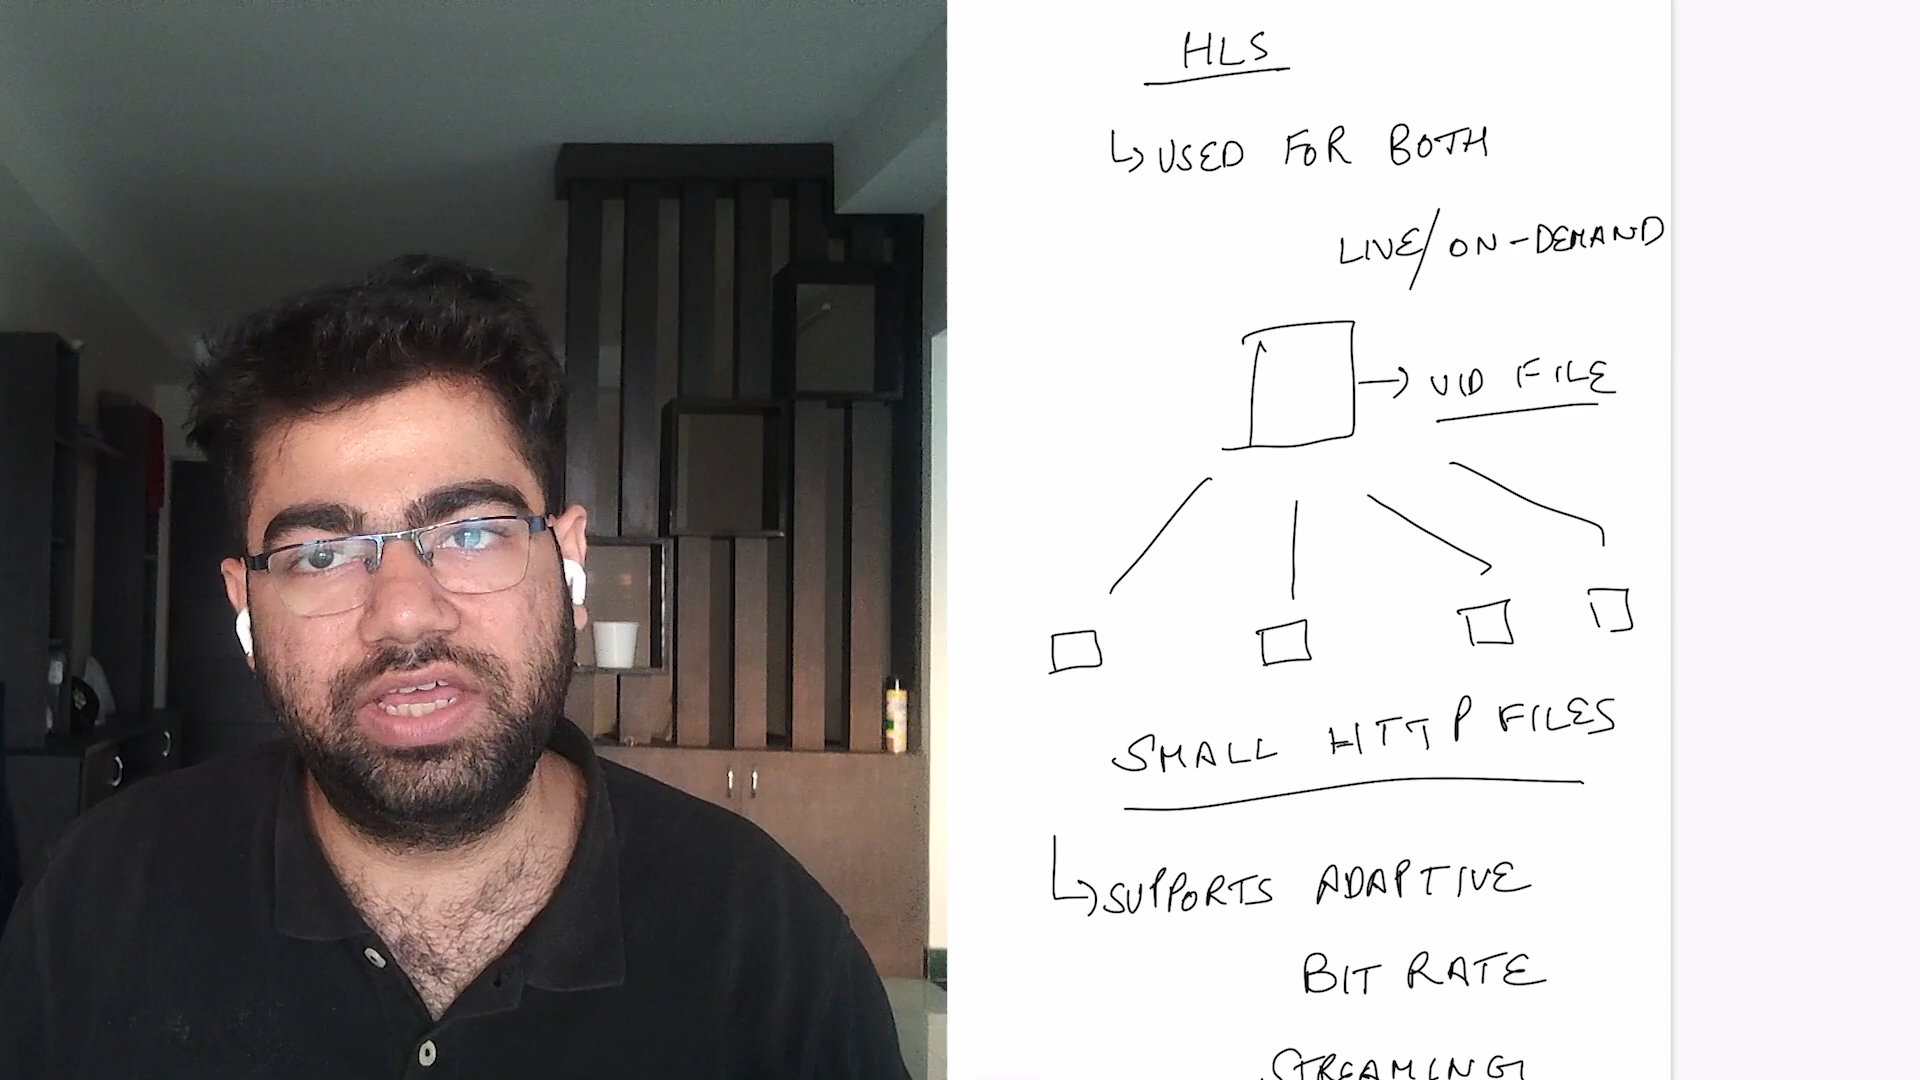 HLS
↳ USED FOR BOTH
LIVE/ON-DEMAND
→ VID FILE
SMALL HTTP FILES
↳ SUPPORTS ADAPTIVE
BIT RATE
STREAMING